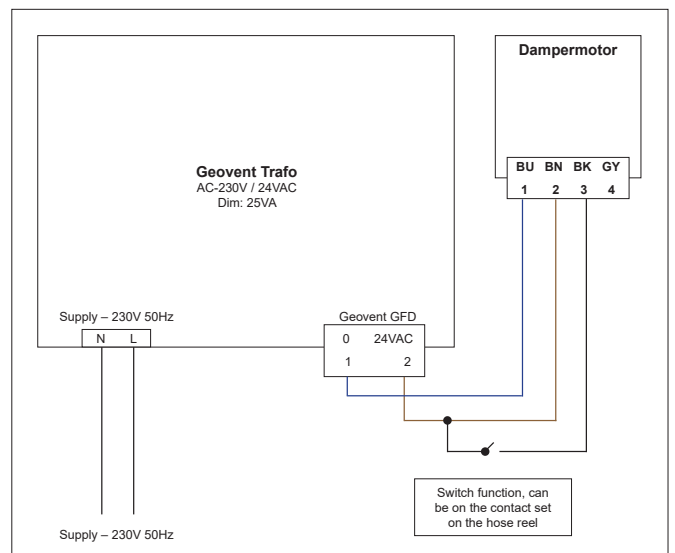 Dampermotor
BU BN BK GY
1 2 3 4
Geovent Trafo
AC-230V / 24VAC
Dim: 25VA
Supply – 230V 50Hz
N L
Geovent GFD
0 24VAC
1 2
Switch function, can
be on the contact set
on the hose reel
Supply – 230V 50Hz